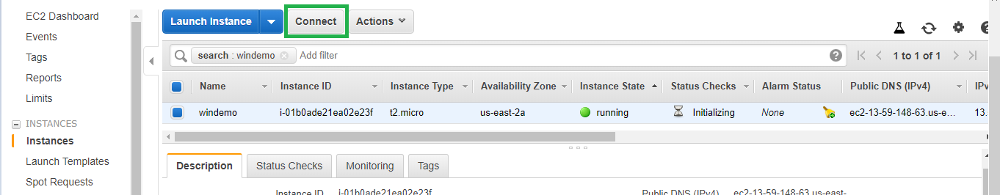 EC2 Dashboard
Events
Tags
Reports
Limits
INSTANCES
Instances
Launch Templates
Spot Requests
Launch Instance Connect Actions
search : windemo Add filter 1 to 1 of 1
Name Instance ID Instance Type Availability Zone Instance State Status Checks Alarm Status Public DNS (IPv4) IPv
windemo i-01b0ade21ea02e23f t2.micro us-east-2a running Initializing None ec2-13-59-148-63.us-e... 13.
Description Status Checks Monitoring Tags
Instance ID i-01b0ade21ea02e23f Public DNS (IPv4) ec2-13-59-148-63.us-east-